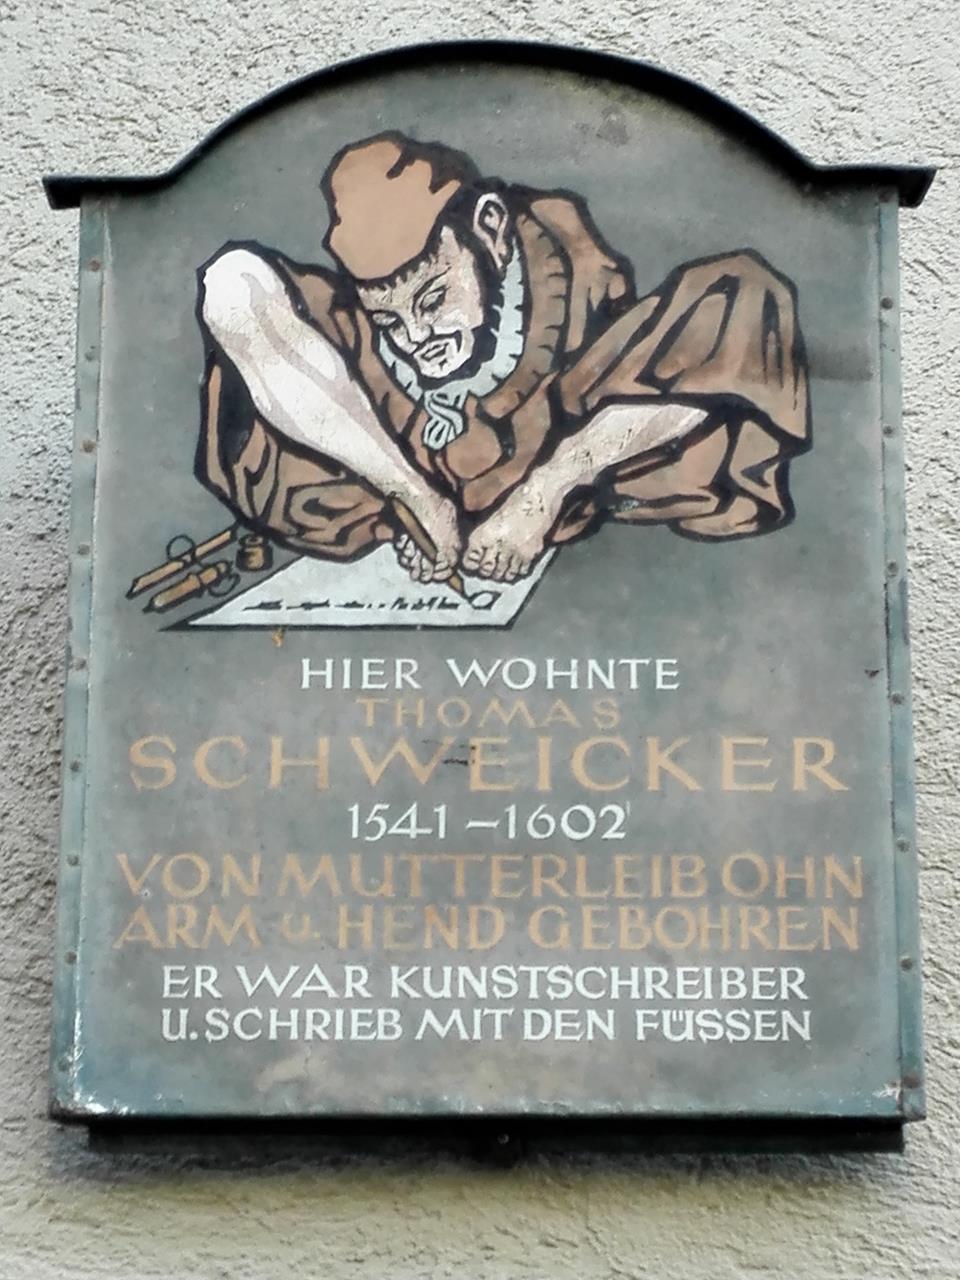 HIER WOHNTE
THOMAS
SCHWEICKER
1541-1602
VON MUTTERLEIB OHN
ARM u. HEND GEBOHREN
ER WAR KUNSTSCHREIBER
U. SCHRIEB MIT DEN FÜSSEN